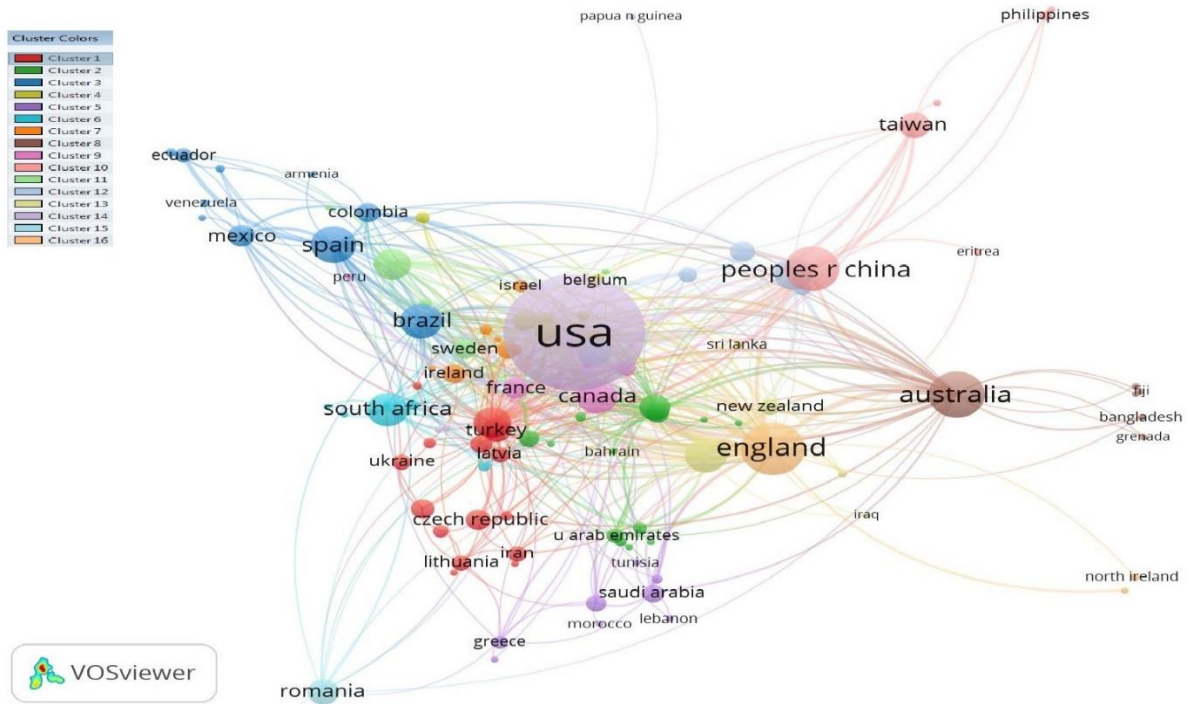 Cluster Colors
Cluster 1
Cluster 2
Cluster 3
Cluster 4
Cluster 5
Cluster 6
Cluster 7
Cluster 8
Cluster 9
Cluster 10
Cluster 11
Cluster 12
Cluster 13
Cluster 14
Cluster 15
Cluster 16
papua n guinea
philippines
taiwan
ecuador
armenia
venezuela
colombia
mexico
spain
eritrea
peoples r china
peru
israel
belgium
brazil
usa
sri lanka
sweden
ireland
france
canada
australia
fiji
south africa
new zealand
bangladesh
turkey
grenada
england
latvia
bahrain
ukraine
czech republic
iraq
u arab emirates
iran
lithuania
tunisia
north ireland
saudi arabia
morocco
lebanon
greece
VOSviewer
romania